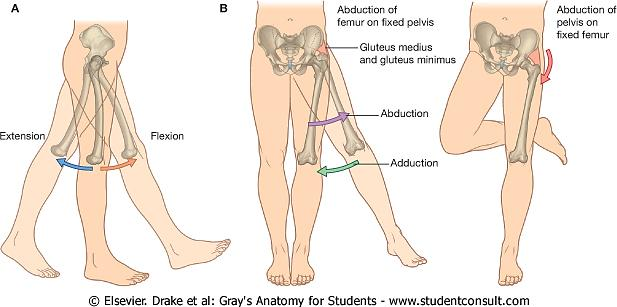 A
Extension
Flexion
B
Abduction of
femur on fixed pelvis
Gluteus medius
and gluteus minimus
Abduction
Adduction
Abduction of
pelvis on
fixed femur
© Elsevier. Drake et al: Gray's Anatomy for Students - www.studentconsult.com